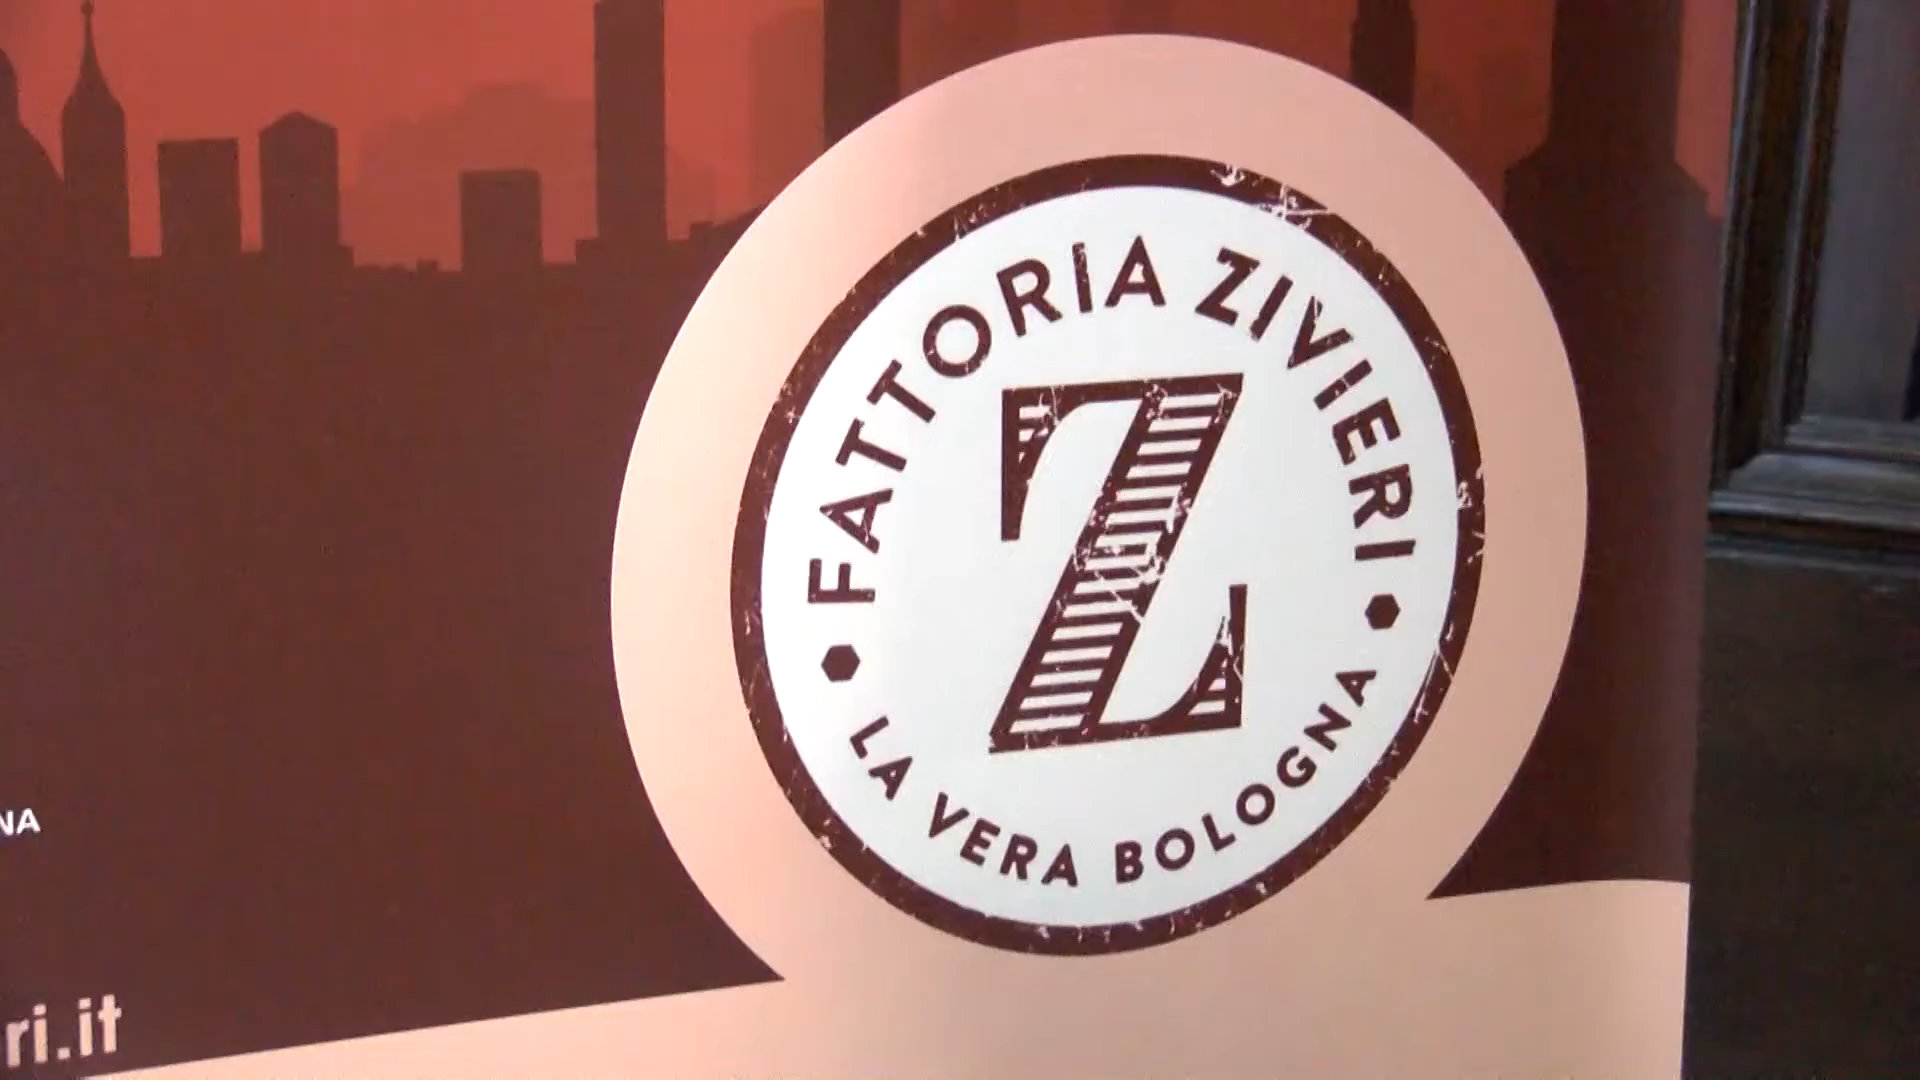 FATTORIA ZIVIERI
Z
LA VERA BOLOGNA
NA
ri.it